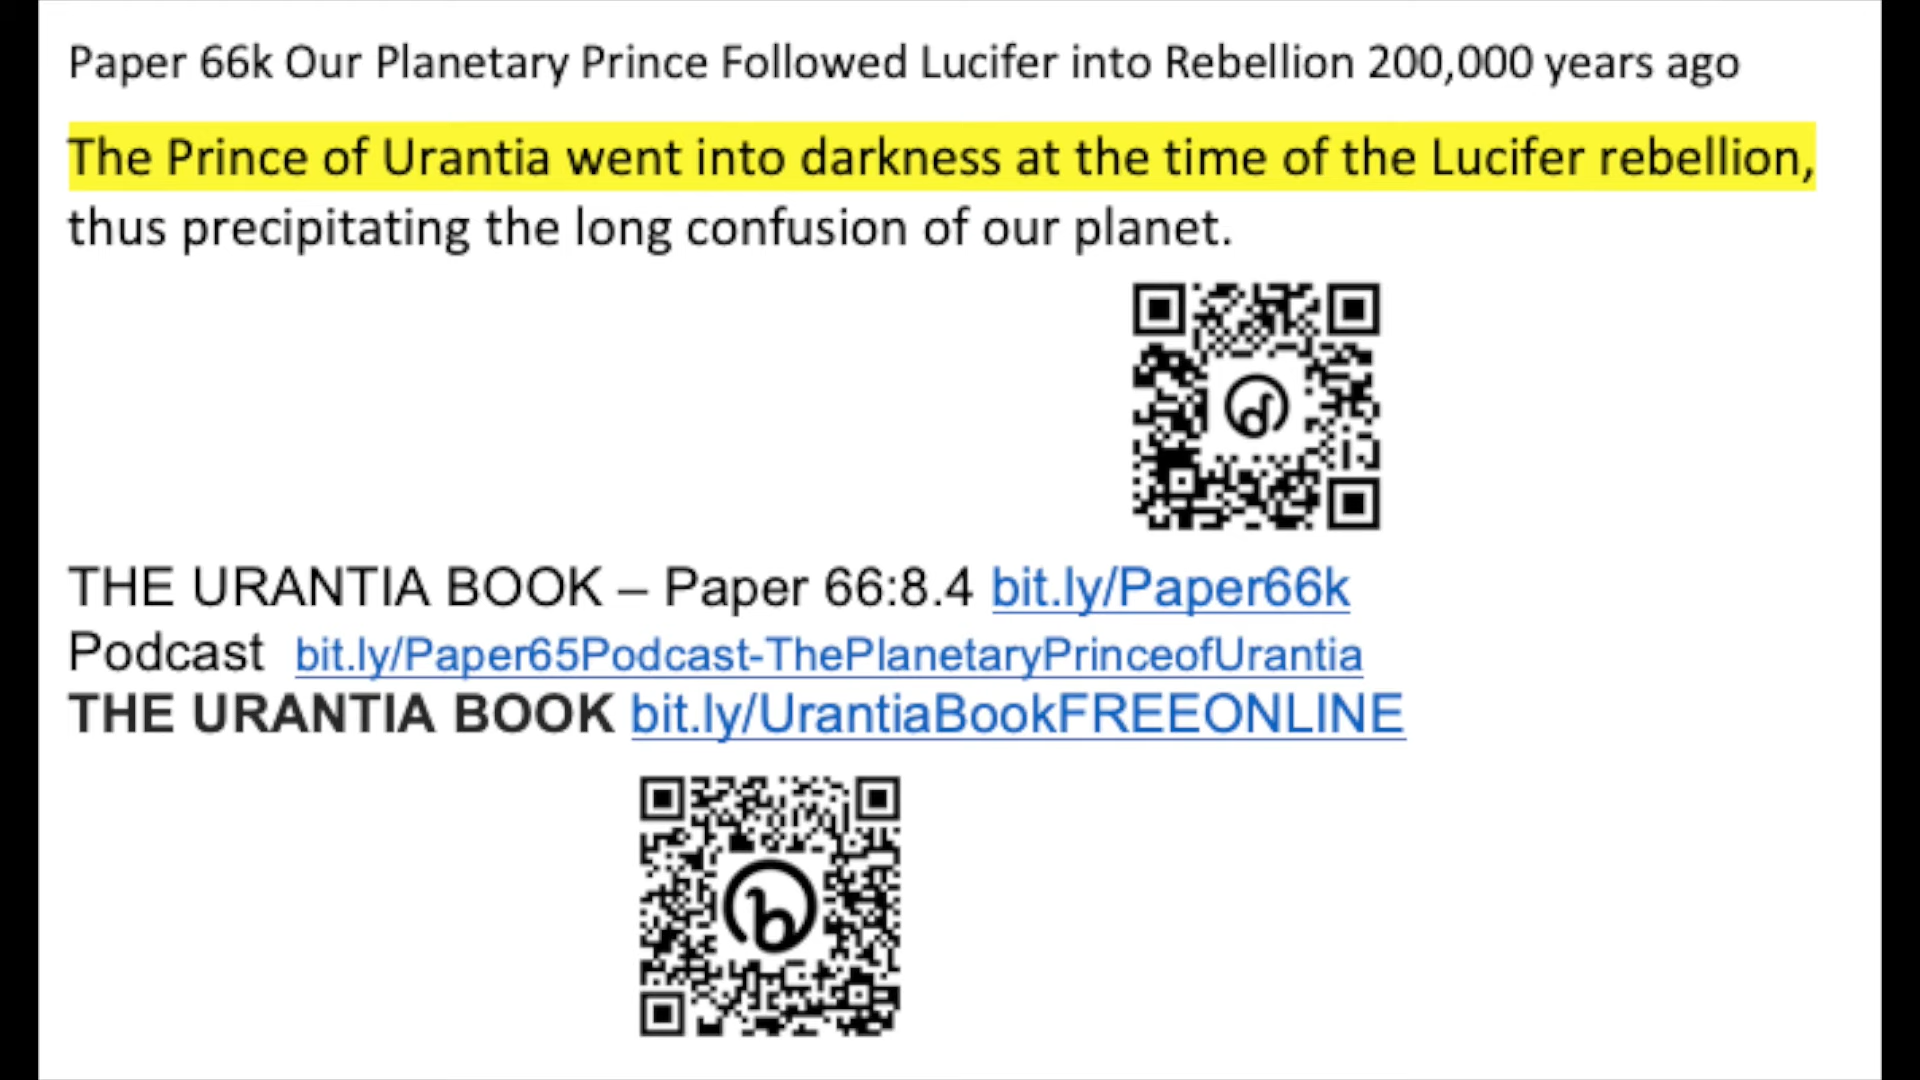 Paper 66k Our Planetary Prince Followed Lucifer into Rebellion 200,000 years ago
The Prince of Urantia went into darkness at the time of the Lucifer rebellion,
thus precipitating the long confusion of our planet.
THE URANTIA BOOK – Paper 66:8.4 bit.ly/Paper66k
Podcast bit.ly/Paper65Podcast-ThePlanetaryPrinceofUrantia
THE URANTIA BOOK bit.ly/UrantiaBookFREEONLINE